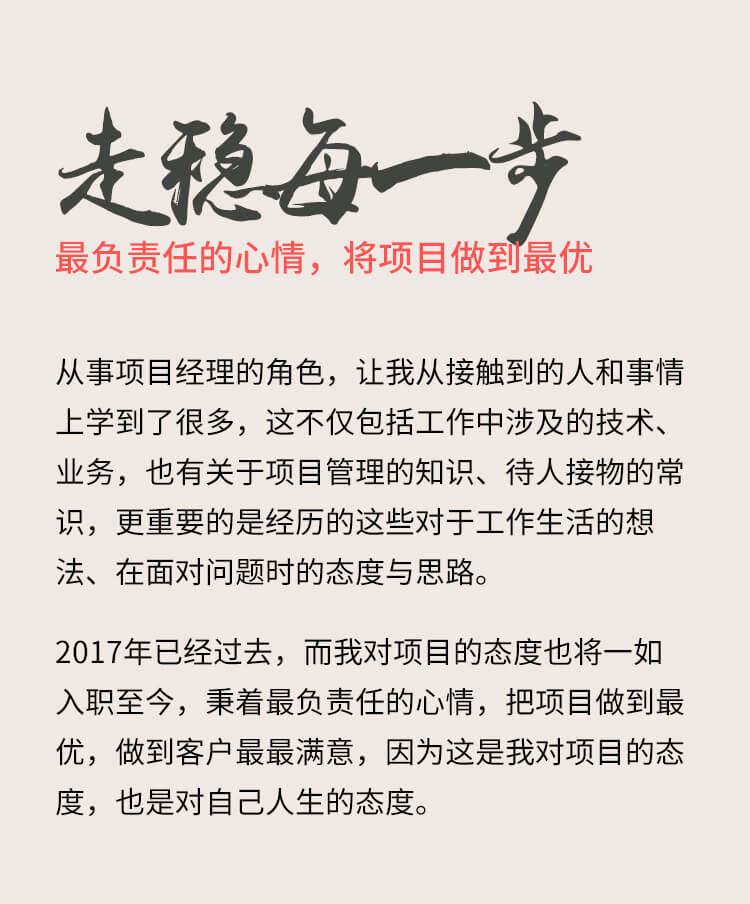 走稳每一步
最负责任的心情，将项目做到最优
从事项目经理的角色，让我从接触到的人和事情
上学到了很多，这不仅包括工作中涉及的技术、
业务，也有关于项目管理的知识、待人接物的常
识，更重要的是经历的这些对于工作生活的想
法、在面对问题时的态度与思路。
2017年已经过去，而我对项目的态度也将一如
入职至今，秉着最负责任的心情，把项目做到最
优，做到客户最最满意，因为这是我对项目的态
度，也是对自己人生的态度。